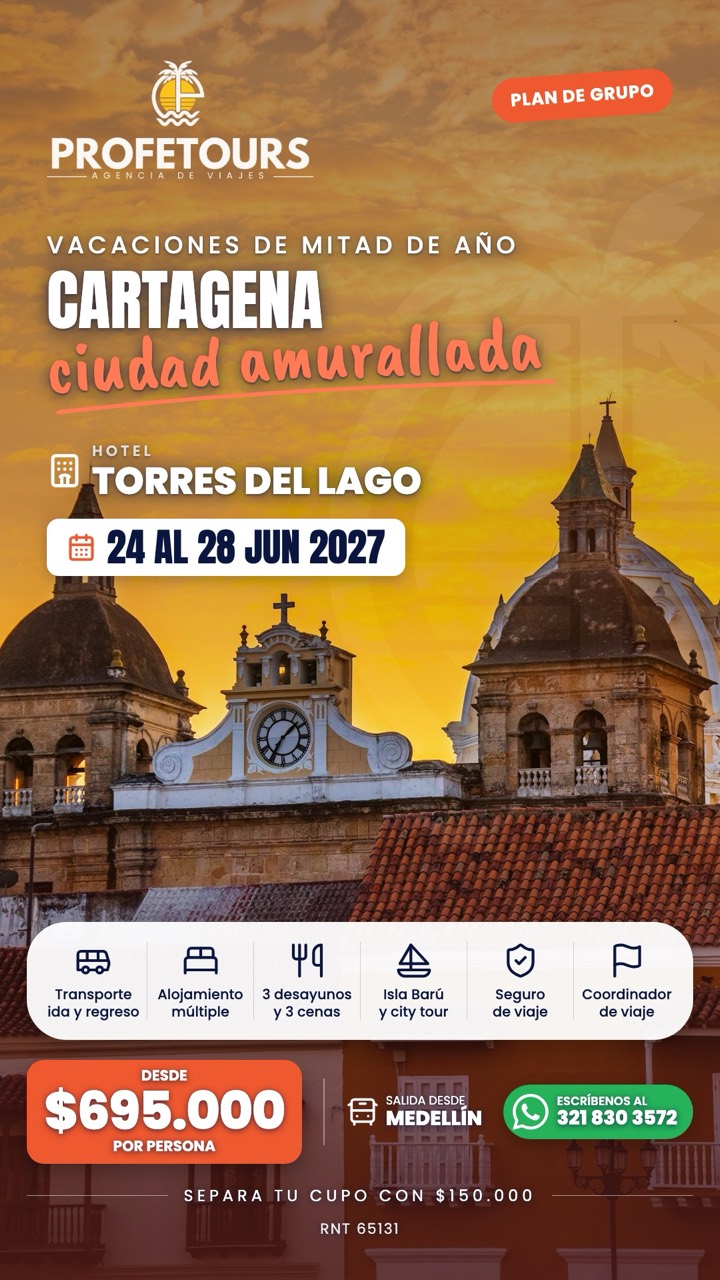 PROFETOURS
AGENCIA DE VIAJES
PLAN DE GRUPO
VACACIONES DE MITAD DE AÑO
CARTAGENA
ciudad amurallada
HOTEL
TORRES DEL LAGO
24 AL 28 JUN 2027
Transporte
ida y regreso
Alojamiento
múltiple
3 desayunos
y 3 cenas
Isla Barú
y city tour
Seguro
de viaje
Coordinador
de viaje
DESDE
$695.000
POR PERSONA
SALIDA DESDE
MEDELLÍN
ESCRÍBENOS AL
321 830 3572
SEPARA TU CUPO CON $150.000
RNT 65131